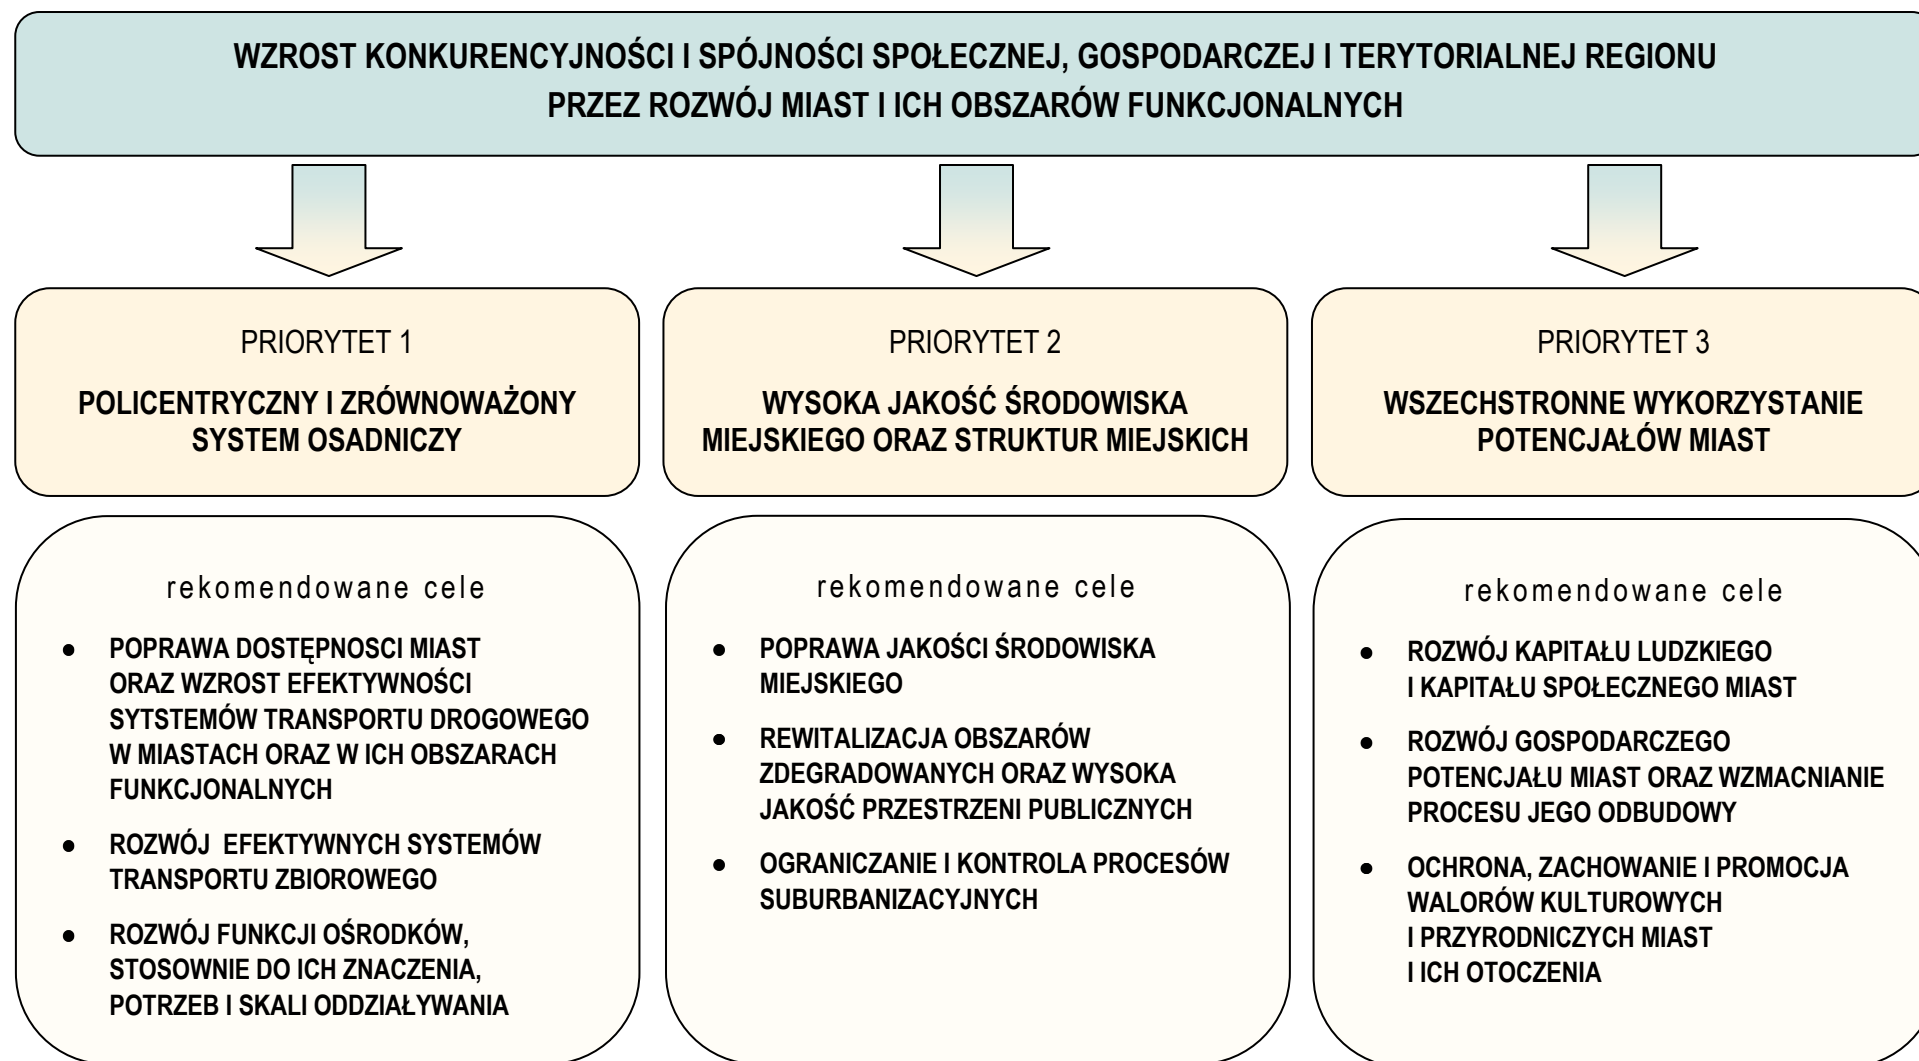 WZROST KONKURENCYJNOŚCI I SPÓJNOŚCI SPOŁECZNEJ, GOSPODARCZEJ I TERYTORIALNEJ REGIONU
PRZEZ ROZWÓJ MIAST I ICH OBSZARÓW FUNKCJONALNYCH
PRIORYTET 1
POLICENTRYCZNY I ZRÓWNOWAŻONY
SYSTEM OSADNICZY
rekomendowane cele
• POPRAWA DOSTĘPNOSCI MIAST
ORAZ WZROST EFEKTYWNOŚCI
SYTSTEMÓW TRANSPORTU DROGOWEGO
W MIASTACH ORAZ W ICH OBSZARACH
FUNKCJONALNYCH
• ROZWÓJ EFEKTYWNYCH SYSTEMÓW
TRANSPORTU ZBIOROWEGO
• ROZWÓJ FUNKCJI OŚRODKÓW,
STOSOWNIE DO ICH ZNACZENIA,
POTRZEB I SKALI ODDZIAŁYWANIA
PRIORYTET 2
WYSOKA JAKOŚĆ ŚRODOWISKA
MIEJSKIEGO ORAZ STRUKTUR MIEJSKICH
rekomendowane cele
• POPRAWA JAKOŚCI ŚRODOWISKA
MIEJSKIEGO
• REWITALIZACJA OBSZARÓW
ZDEGRADOWANYCH ORAZ WYSOKA
JAKOŚĆ PRZESTRZENI PUBLICZNYCH
• OGRANICZANIE I KONTROLA PROCESÓW
SUBURBANIZACYJNYCH
PRIORYTET 3
WSZECHSTRONNE WYKORZYSTANIE
POTENCJAŁÓW MIAST
rekomendowane cele
• ROZWÓJ KAPITAŁU LUDZKIEGO
I KAPITAŁU SPOŁECZNEGO MIAST
• ROZWÓJ GOSPODARCZEGO
POTENCJAŁU MIAST ORAZ WZMACNIANIE
PROCESU JEGO ODBUDOWY
• OCHRONA, ZACHOWANIE I PROMOCJA
WALORÓW KULTUROWYCH
I PRZYRODNICZYCH MIAST
I ICH OTOCZENIA